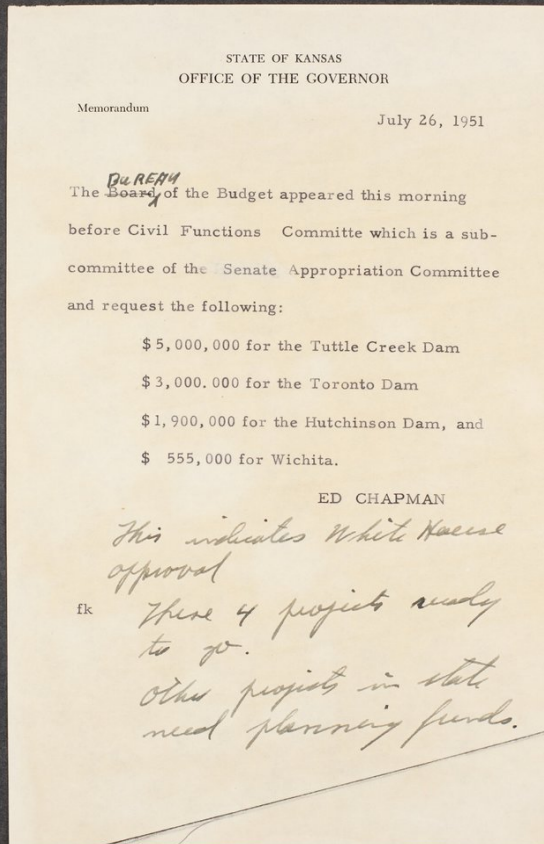 STATE OF KANSAS
OFFICE OF THE GOVERNOR
Memorandum
July 26, 1951
BUREAU
The Board of the Budget appeared this morning
before Civil Functions Committe which is a sub-
committee of the Senate Appropriation Committee
and request the following:
$5,000,000 for the Tuttle Creek Dam
$3,000.000 for the Toronto Dam
$1,900,000 for the Hutchinson Dam, and
$ 555,000 for Wichita.
ED CHAPMAN
This indicates White House
approval
fk
These 4 projects ready
to go.
Other projects in state
need planning funds.